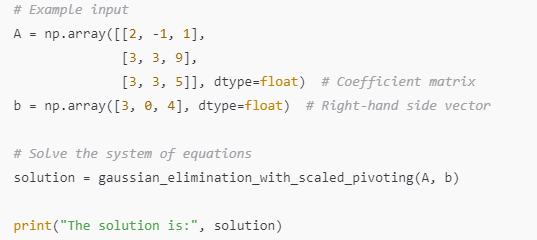 # Example input
A = np.array([[2, -1, 1],
              [3, 3, 9],
              [3, 3, 5]], dtype=float)  # Coefficient matrix
b = np.array([3, 0, 4], dtype=float)  # Right-hand side vector

# Solve the system of equations
solution = gaussian_elimination_with_scaled_pivoting(A, b)

print("The solution is:", solution)